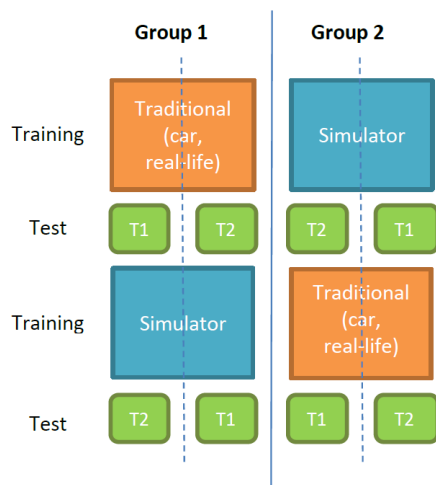 Group 1
Group 2
Training
Traditional
(car,
real-life)
Simulator
Test
T1
T2
T2
T1
Training
Simulator
Traditional
(car,
real-life)
Test
T2
T1
T1
T2